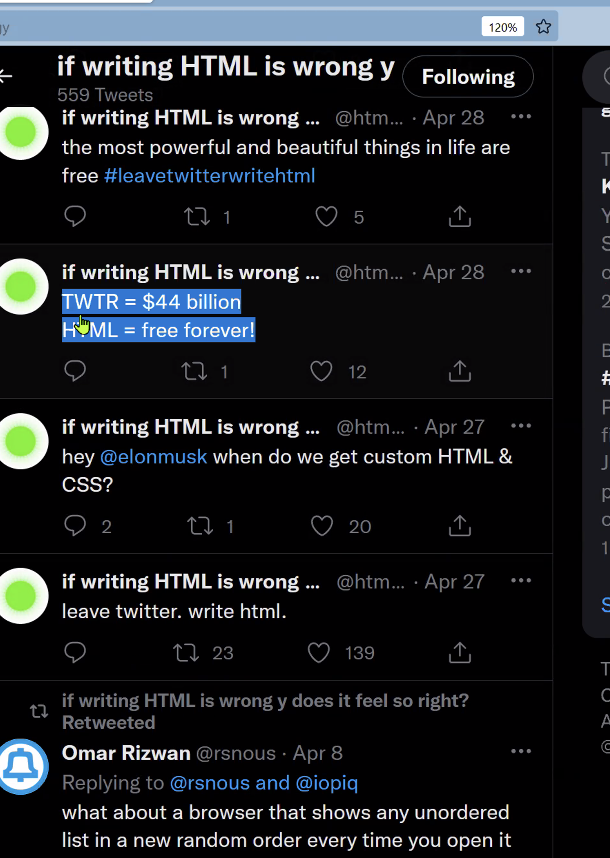 gy
120%
if writing HTML is wrong y
Following
559 Tweets
if writing HTML is wrong ... @htm... · Apr 28 ···
the most powerful and beautiful things in life are
free #leavetwitterwritehtml
1 5
if writing HTML is wrong ... @htm... · Apr 28 ···
TWTR = $44 billion
HTML = free forever!
1 12
if writing HTML is wrong ... @htm... · Apr 27 ···
hey @elonmusk when do we get custom HTML &
CSS?
2 1 20
if writing HTML is wrong ... @htm... · Apr 27 ···
leave twitter. write html.
23 139
if writing HTML is wrong y does it feel so right?
Retweeted
Omar Rizwan @rsnous · Apr 8 ···
Replying to @rsnous and @iopiq
what about a browser that shows any unordered
list in a new random order every time you open it